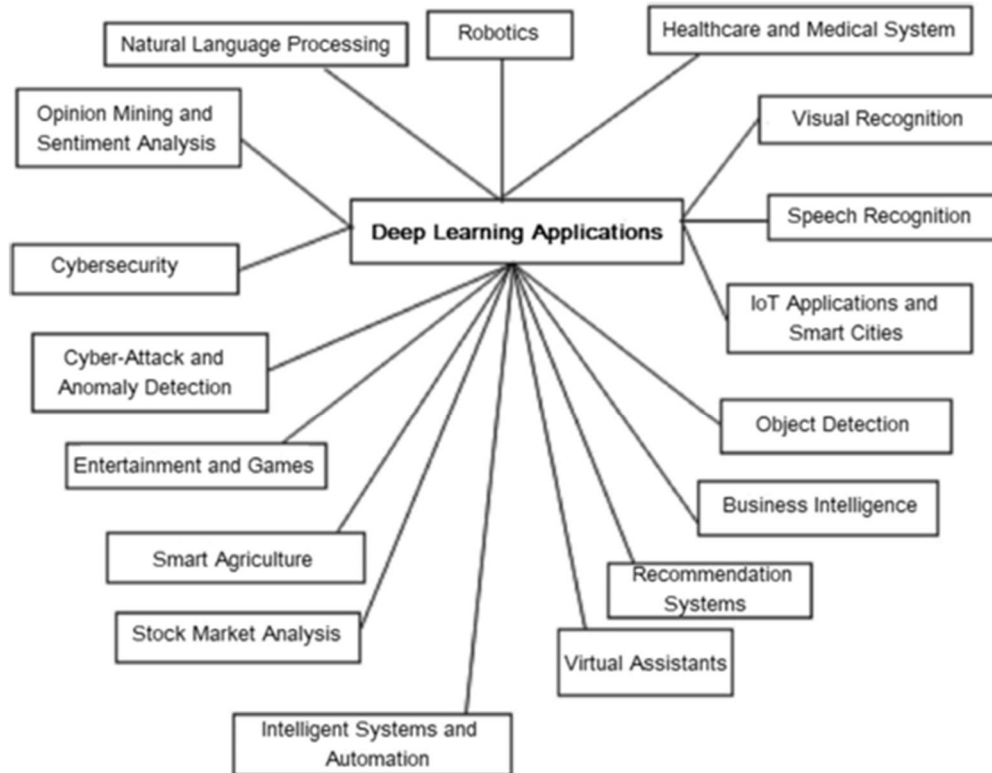 Natural Language Processing
Robotics
Healthcare and Medical System
Opinion Mining and
Sentiment Analysis
Visual Recognition
Deep Learning Applications
Speech Recognition
Cybersecurity
IoT Applications and
Smart Cities
Cyber-Attack and
Anomaly Detection
Object Detection
Entertainment and Games
Business Intelligence
Smart Agriculture
Recommendation
Systems
Stock Market Analysis
Virtual Assistants
Intelligent Systems and
Automation